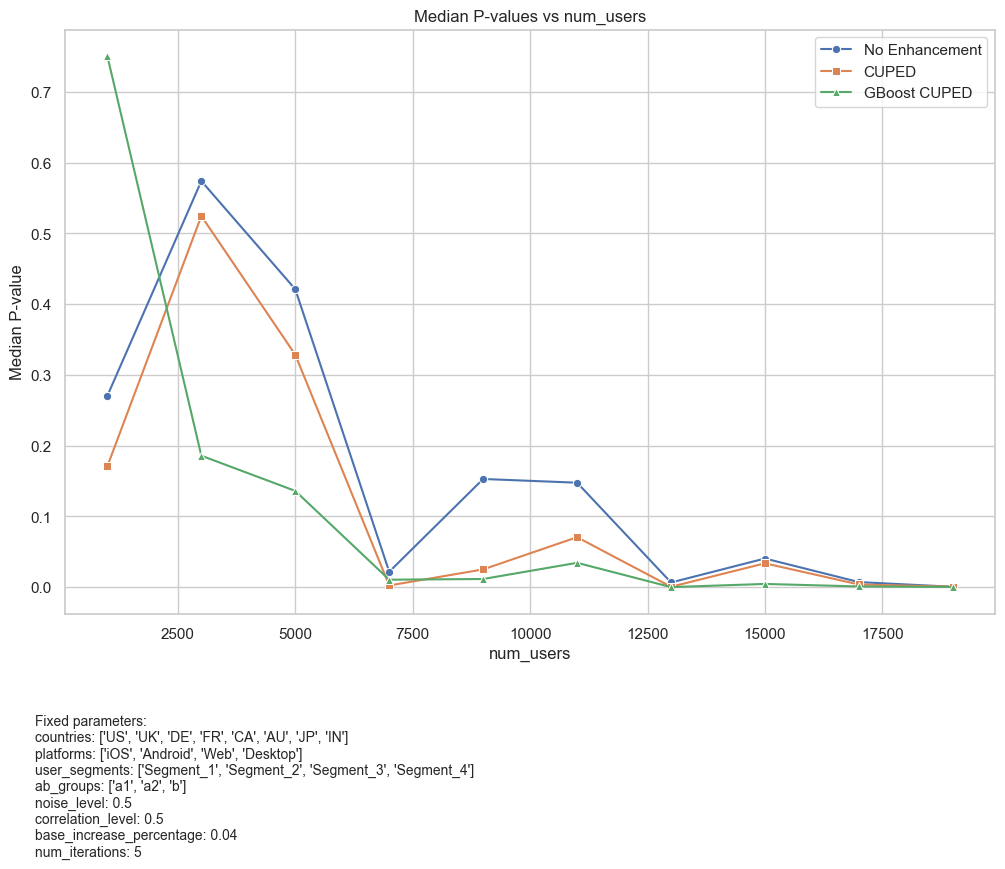 Median P-values vs num_users
No Enhancement
CUPED
GBoost CUPED
Median P-value
0.7
0.6
0.5
0.4
0.3
0.2
0.1
0.0
2500 5000 7500 10000 12500 15000 17500
num_users
Fixed parameters:
countries: ['US', 'UK', 'DE', 'FR', 'CA', 'AU', 'JP', 'IN']
platforms: ['iOS', 'Android', 'Web', 'Desktop']
user_segments: ['Segment_1', 'Segment_2', 'Segment_3', 'Segment_4']
ab_groups: ['a1', 'a2', 'b']
noise_level: 0.5
correlation_level: 0.5
base_increase_percentage: 0.04
num_iterations: 5